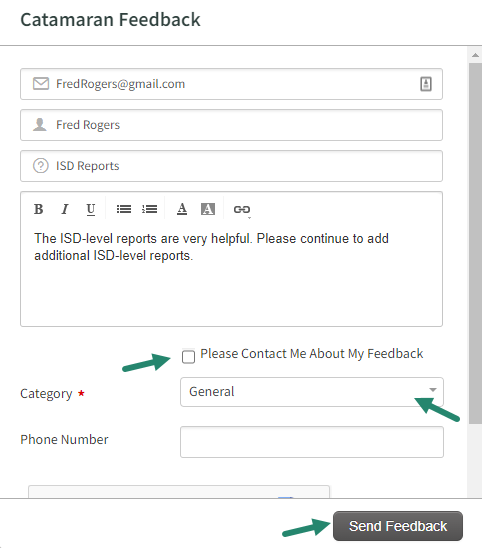 Catamaran Feedback
FredRogers@gmail.com
Fred Rogers
ISD Reports
B I U A A
The ISD-level reports are very helpful. Please continue to add
additional ISD-level reports.
Please Contact Me About My Feedback
Category *
General
Phone Number
Send Feedback